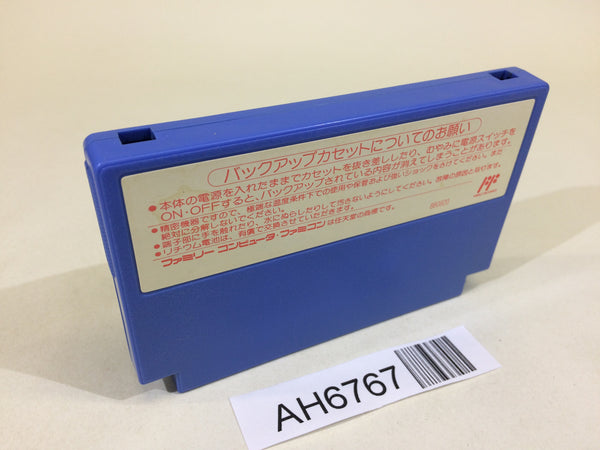 バックアップカセットについてのお願い
●本体の電源を入れたままでカセットを抜き差ししたり、むやみに電源スイッチを
ON・OFFすると、バックアップされている内容が消えてしまうことがあります。
●精密機器ですので、極端な温度条件下での使用や保管および強いショックをさけてください。また
絶対に分解しないでください。
●端子部に手を触れたり、水にぬらしたりして汚さないようにしてください。故障の原因となります。
●リチウム電池は、有償で交換させていただきます。
ファミリーコンピュータ・ファミコンは任天堂の商標です。
AH6767